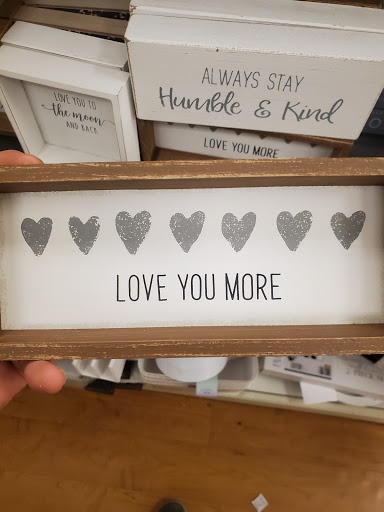 LOVE YOU TO
the moon
AND BACK
ALWAYS STAY
Humble & Kind
LOVE YOU MORE
LOVE YOU MORE